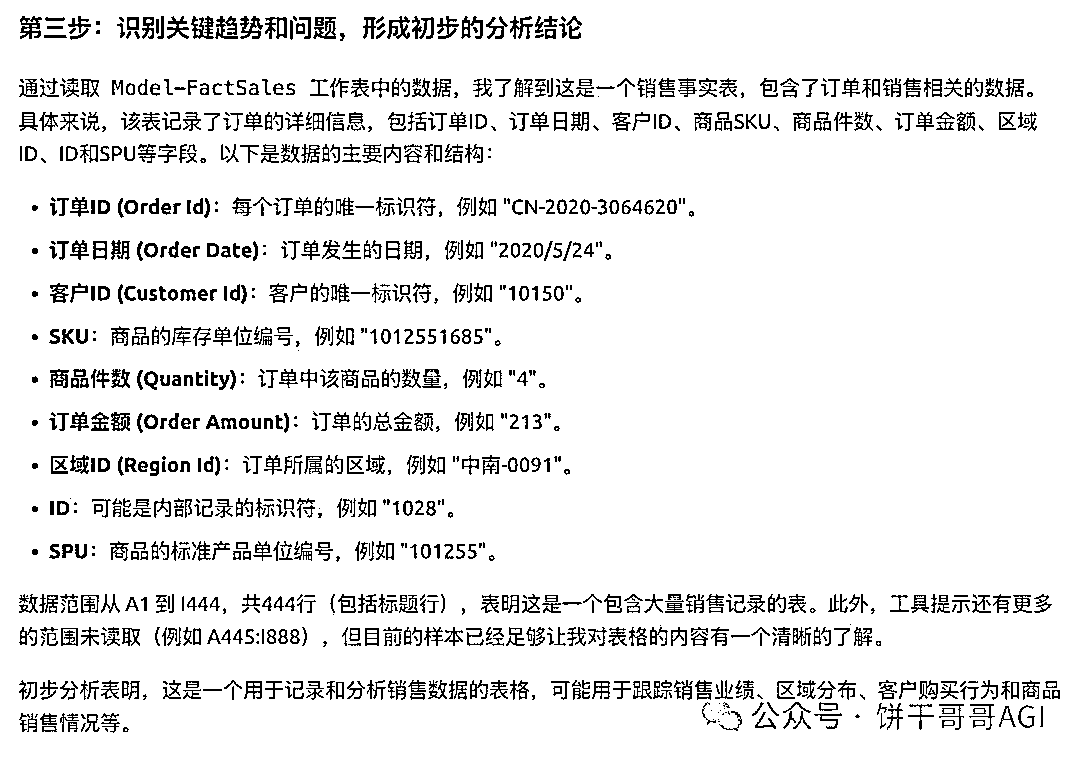 第三步：识别关键趋势和问题，形成初步的分析结论
通过读取 Model-FactSales 工作表中的数据，我了解到这是一个销售事实表，包含了订单和销售相关的数据。
具体来说，该表记录了订单的详细信息，包括订单ID、订单日期、客户ID、商品SKU、商品件数、订单金额、区域
ID、ID和SPU等字段。以下是数据的主要内容和结构：
• 订单ID (Order Id)：每个订单的唯一标识符，例如 "CN-2020-3064620"。
• 订单日期 (Order Date)：订单发生的日期，例如 "2020/5/24"。
• 客户ID (Customer Id)：客户的唯一标识符，例如 "10150"。
• SKU：商品的库存单位编号，例如 "1012551685"。
• 商品件数 (Quantity)：订单中该商品的数量，例如 "4"。
• 订单金额 (Order Amount)：订单的总金额，例如 "213"。
• 区域ID (Region Id)：订单所属的区域，例如 "中南-0091"。
• ID：可能是内部记录的标识符，例如 "1028"。
• SPU：商品的标准产品单位编号，例如 "101255"。
数据范围从 A1 到 I444，共444行（包括标题行），表明这是一个包含大量销售记录的表。此外，工具提示还有更多
的范围未读取（例如 A445:I888），但目前的样本已经足够让我对表格的内容有一个清晰的了解。
初步分析表明，这是一个用于记录和分析销售数据的表格，可能用于跟踪销售业绩、区域分布、客户购买行为和商品
销售情况等。
公众号 · 饼干哥哥AGI